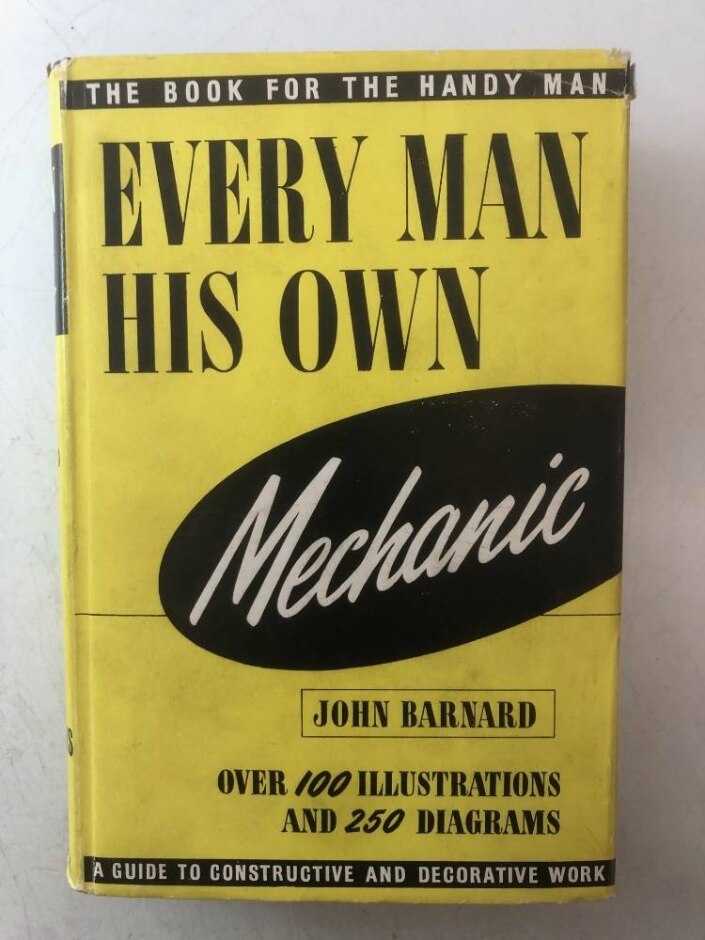 THE BOOK FOR THE HANDY MAN
EVERY MAN
HIS OWN
Mechanic
JOHN BARNARD
OVER 100 ILLUSTRATIONS
AND 250 DIAGRAMS
A GUIDE TO CONSTRUCTIVE AND DECORATIVE WORK